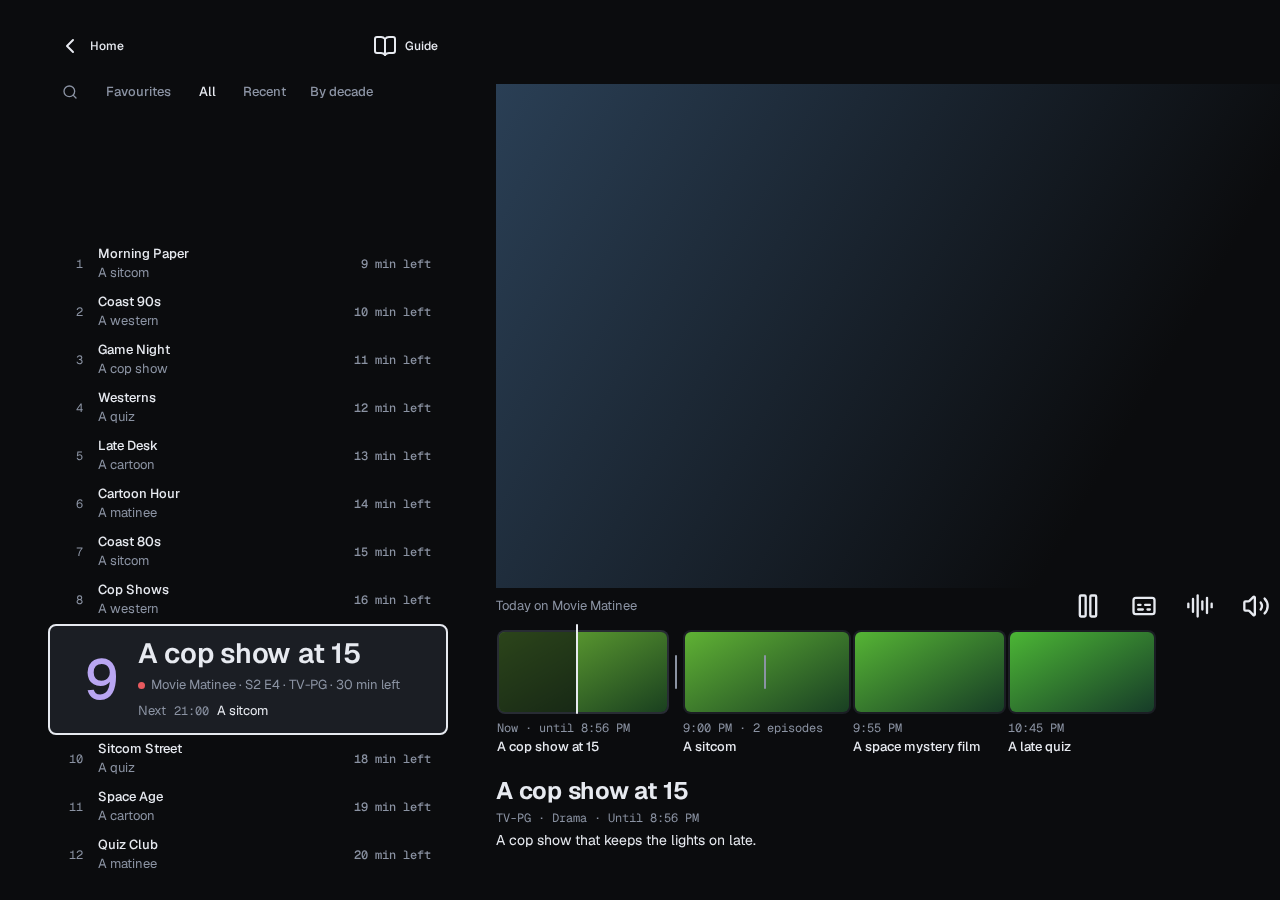 Home
Guide
Favourites
All
Recent
By decade
1
Morning Paper
A sitcom
9 min left
2
Coast 90s
A western
10 min left
3
Game Night
A cop show
11 min left
4
Westerns
A quiz
12 min left
5
Late Desk
A cartoon
13 min left
6
Cartoon Hour
A matinee
14 min left
7
Coast 80s
A sitcom
15 min left
8
Cop Shows
A western
16 min left
9
A cop show at 15
Movie Matinee · S2 E4 · TV-PG · 30 min left
Next 21:00 A sitcom
10
Sitcom Street
A quiz
18 min left
11
Space Age
A cartoon
19 min left
12
Quiz Club
A matinee
20 min left
Today on Movie Matinee
Now · until 8:56 PM
A cop show at 15
9:00 PM · 2 episodes
A sitcom
9:55 PM
A space mystery film
10:45 PM
A late quiz
A cop show at 15
TV-PG · Drama · Until 8:56 PM
A cop show that keeps the lights on late.